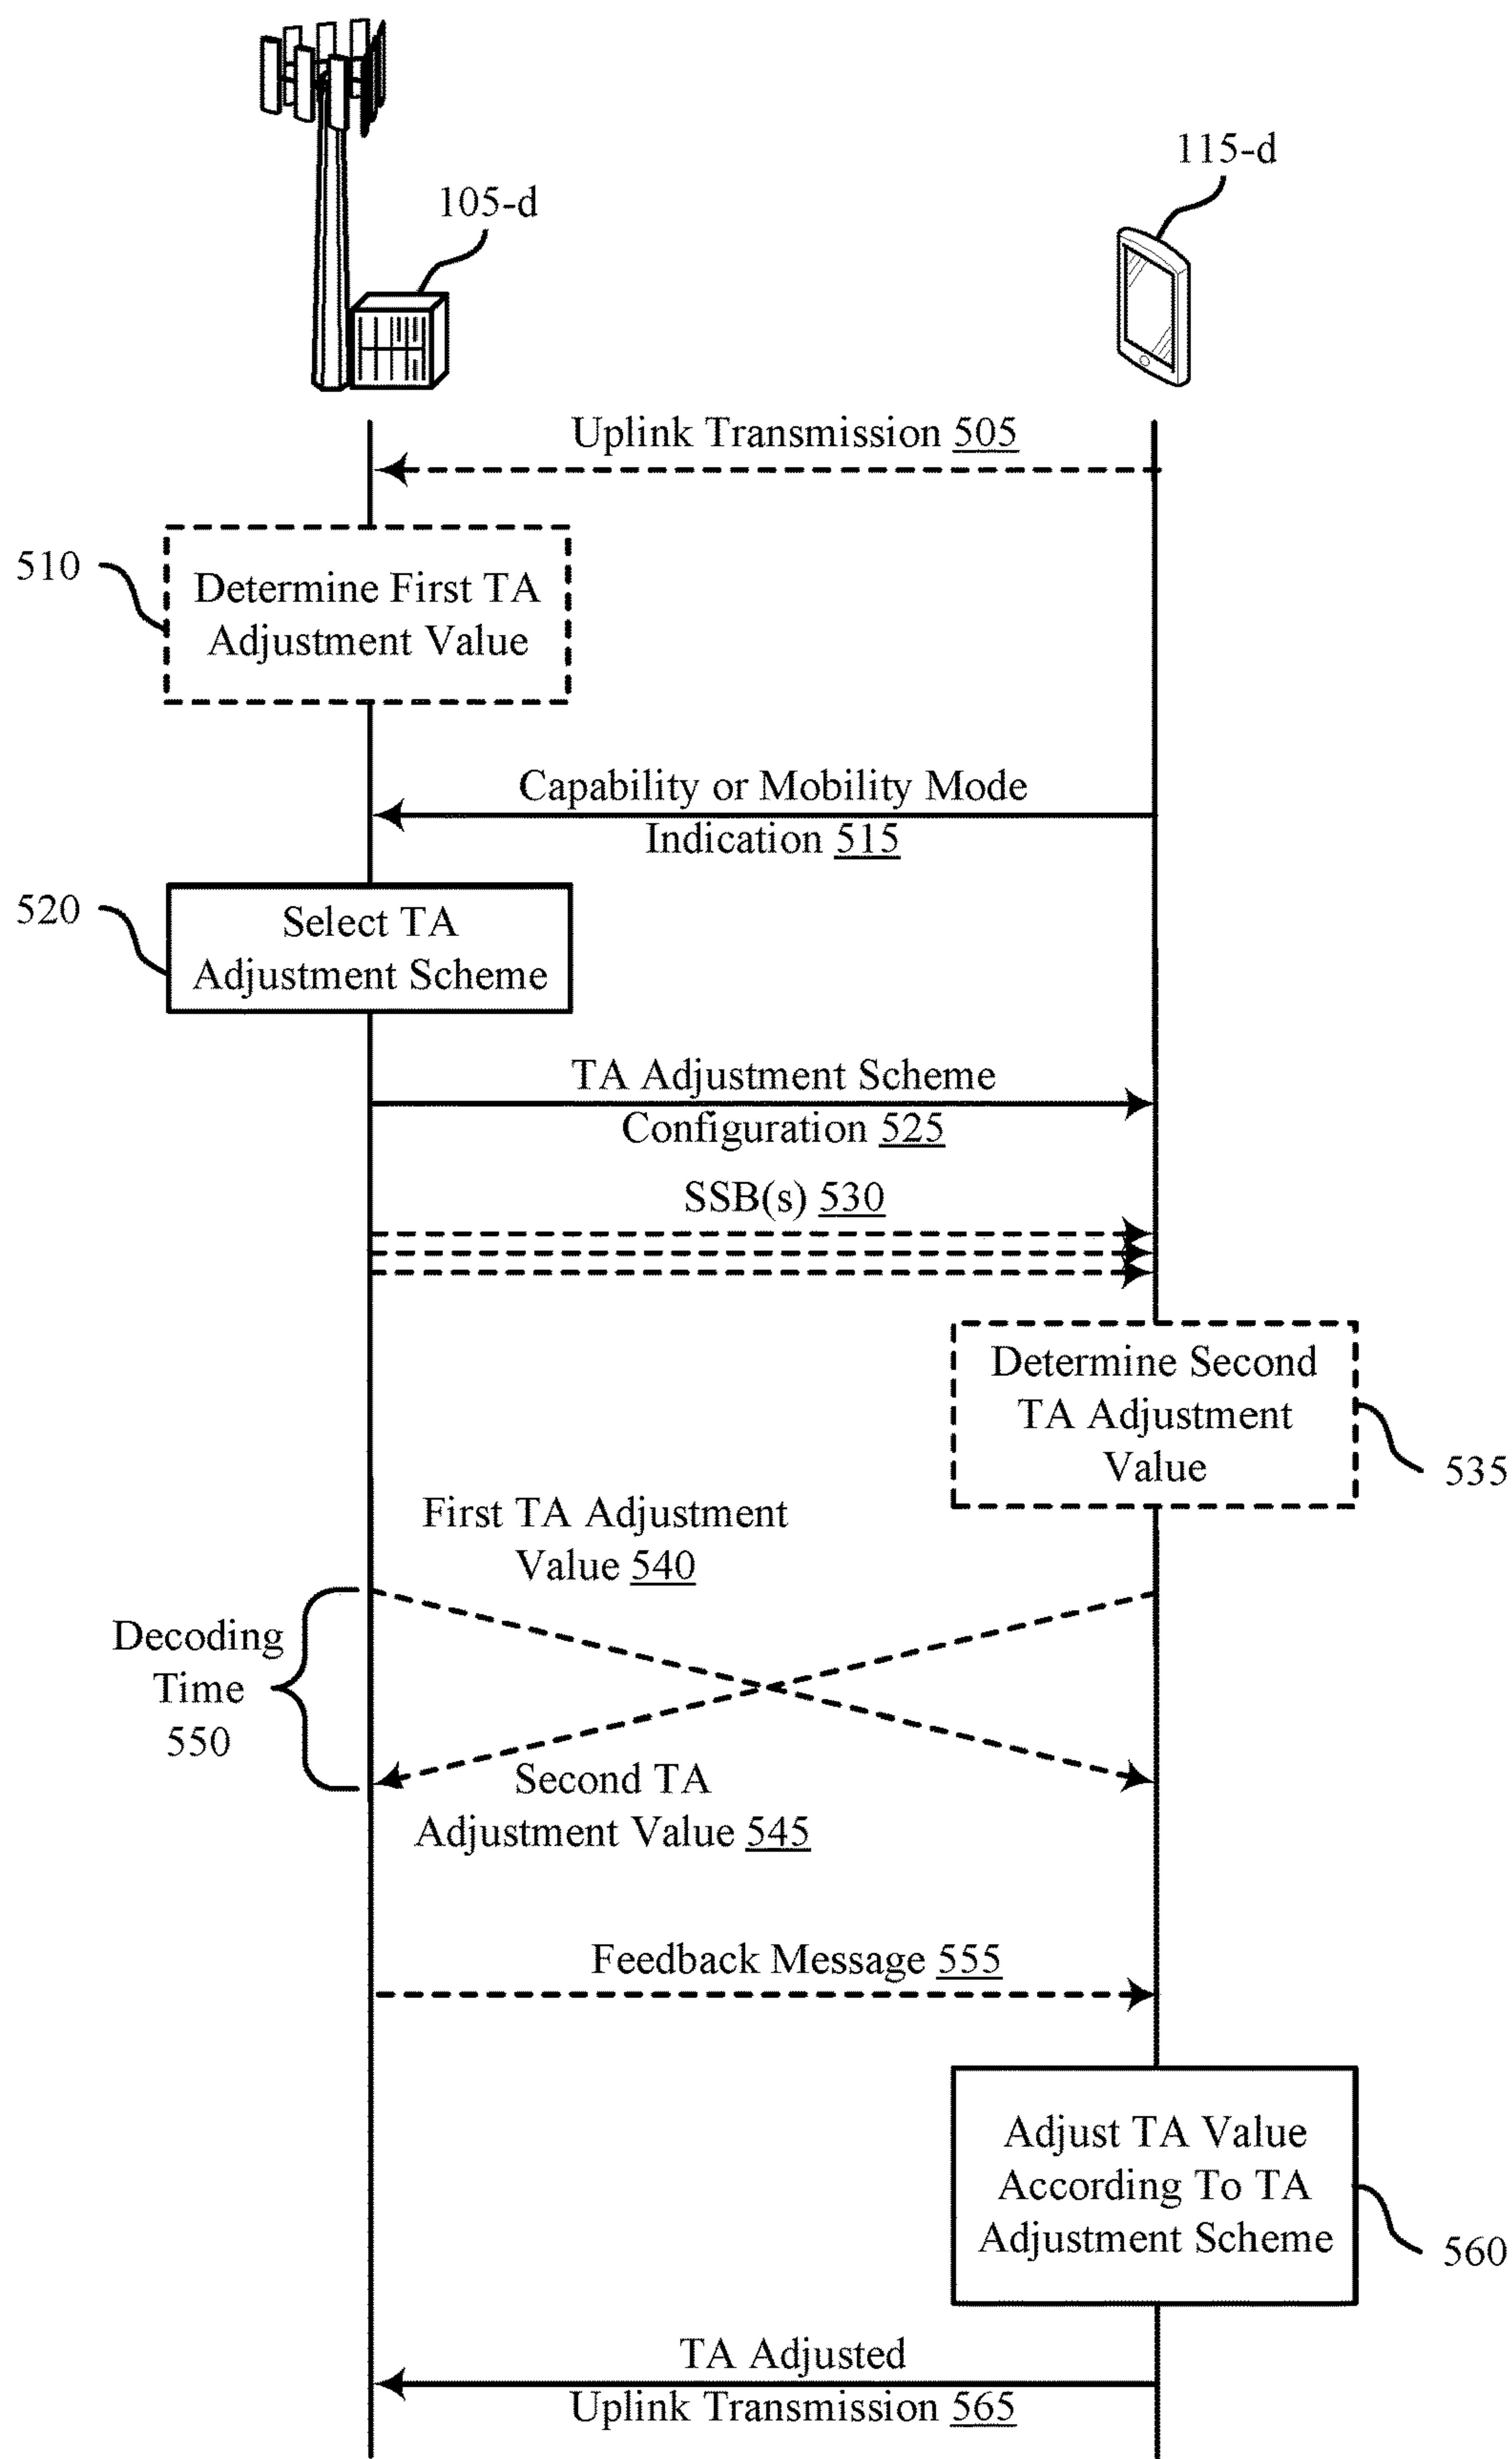 115-d
105-d
Uplink Transmission 505
510
Determine First TA
Adjustment Value
Capability or Mobility Mode
Indication 515
520
Select TA
Adjustment Scheme
TA Adjustment Scheme
Configuration 525
SSB(s) 530
Determine Second
TA Adjustment
Value
535
First TA Adjustment
Value 540
Decoding
Time
550
Second TA
Adjustment Value 545
Feedback Message 555
Adjust TA Value
According To TA
Adjustment Scheme
560
TA Adjusted
Uplink Transmission 565